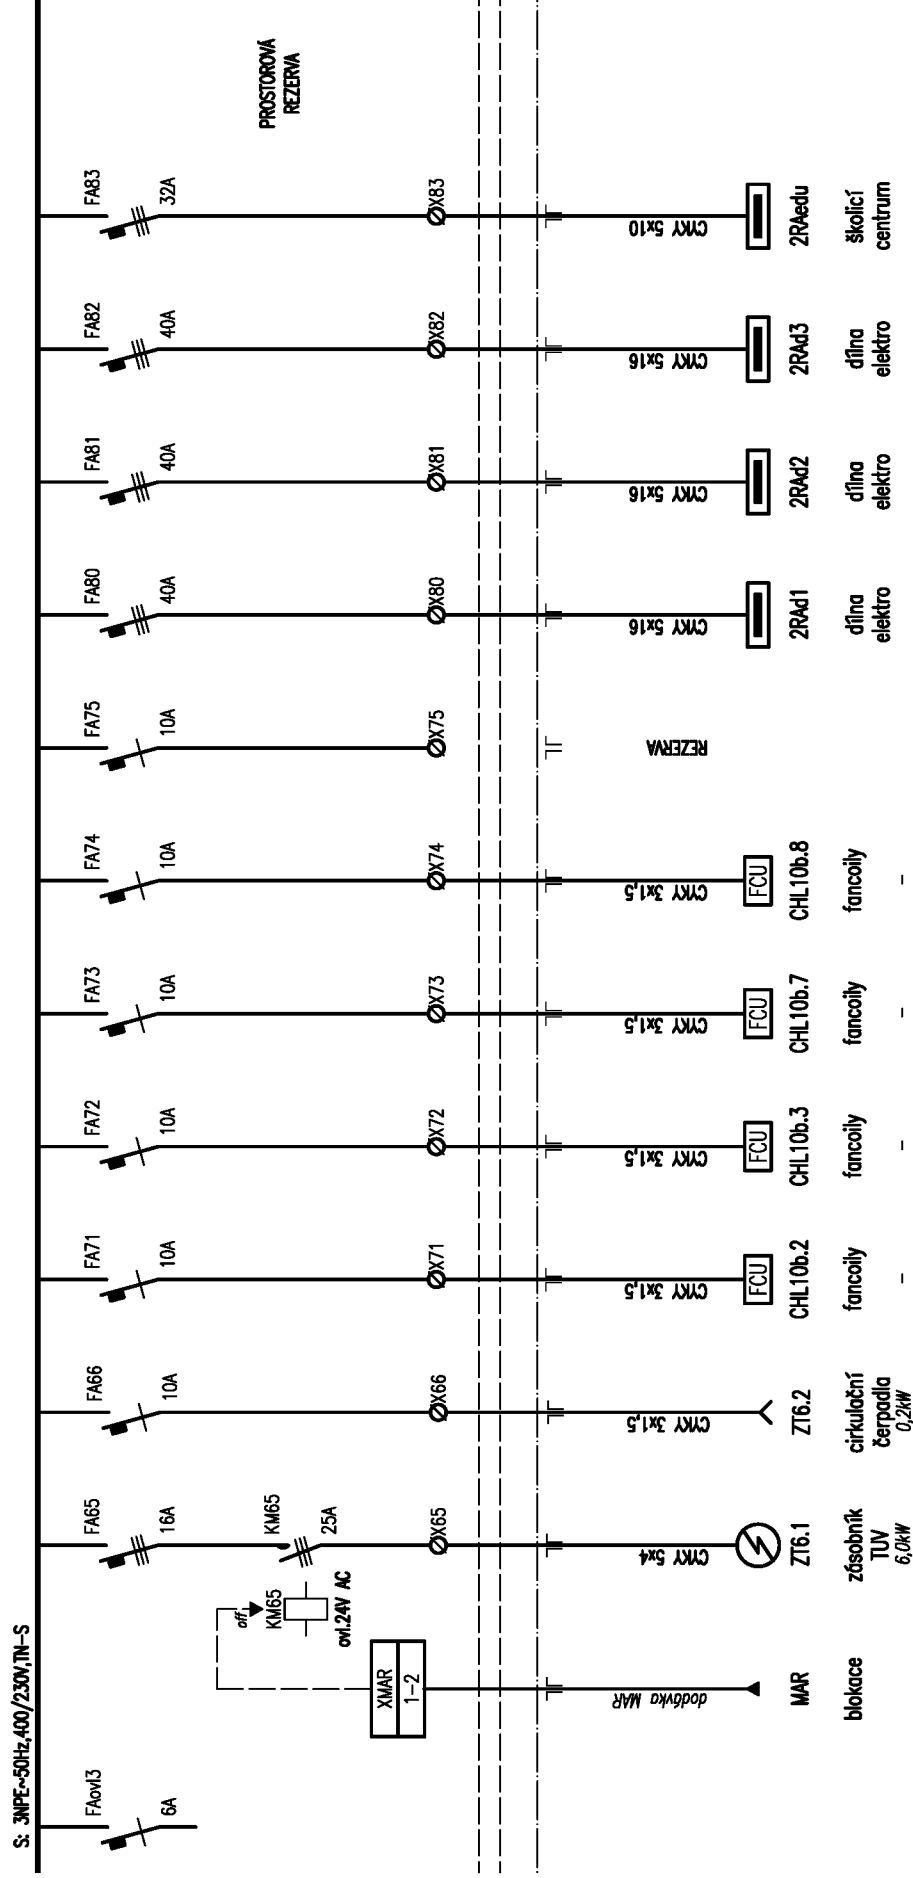 S: 3NPE~50Hz,400/230V,TN-S
FAovl3
6A
XMAR
1-2
off
KM65
ovl.24V AC
dodávka MAR
MAR
blokace
FA65
16A
KM65
25A
X65
CYKY 5x4
ZT6.1
zásobník
TUV
6,0kW
FA66
10A
X66
CYKY 3x1,5
ZT6.2
cirkulační
čerpadla
0,2kW
FA71
10A
X71
CYKY 3x1,5
FCU
CHL10b.2
fancoily
-
FA72
10A
X72
CYKY 3x1,5
FCU
CHL10b.3
fancoily
-
FA73
10A
X73
CYKY 3x1,5
FCU
CHL10b.7
fancoily
-
FA74
10A
X74
CYKY 3x1,5
FCU
CHL10b.8
fancoily
-
FA75
10A
X75
REZERVA
FA80
40A
X80
CYKY 5x16
2RAd1
dílna
elektro
FA81
40A
X81
CYKY 5x16
2RAd2
dílna
elektro
FA82
40A
X82
CYKY 5x16
2RAd3
dílna
elektro
FA83
32A
X83
CYKY 5x10
2RAedu
školicí
centrum
PROSTOROVÁ
REZERVA